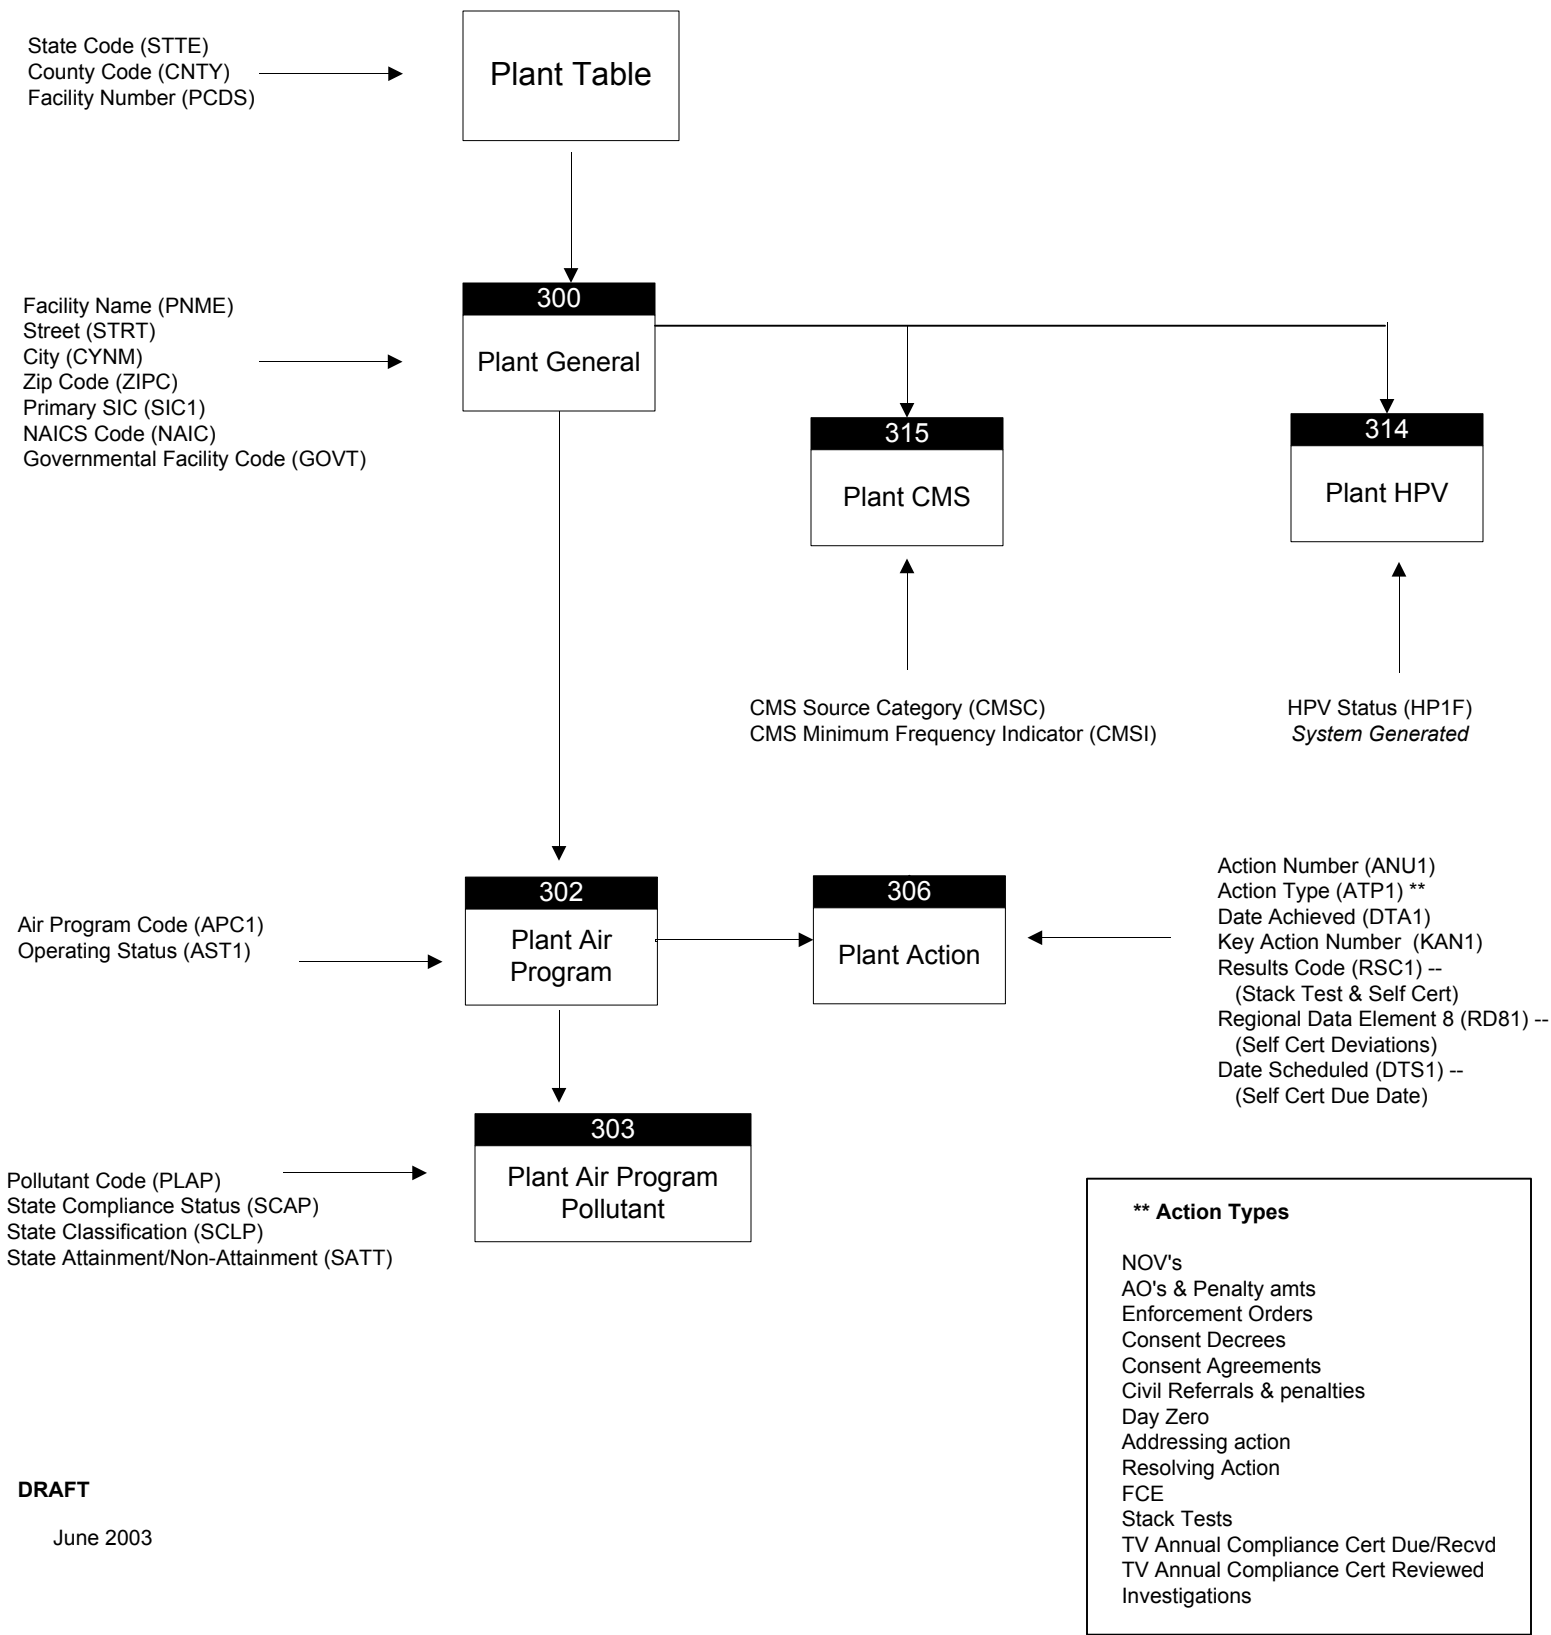 State Code (STTE)
County Code (CNTY)
Facility Number (PCDS)
Plant Table
Facility Name (PNME)
Street (STRT)
City (CYNM)
Zip Code (ZIPC)
Primary SIC (SIC1)
NAICS Code (NAIC)
Governmental Facility Code (GOVT)
300
Plant General
315
Plant CMS
314
Plant HPV
CMS Source Category (CMSC)
CMS Minimum Frequency Indicator (CMSI)
HPV Status (HP1F)
System Generated
Air Program Code (APC1)
Operating Status (AST1)
302
Plant Air
Program
306
Plant Action
Action Number (ANU1)
Action Type (ATP1) **
Date Achieved (DTA1)
Key Action Number (KAN1)
Results Code (RSC1) --
(Stack Test & Self Cert)
Regional Data Element 8 (RD81) --
(Self Cert Deviations)
Date Scheduled (DTS1) --
(Self Cert Due Date)
Pollutant Code (PLAP)
State Compliance Status (SCAP)
State Classification (SCLP)
State Attainment/Non-Attainment (SATT)
303
Plant Air Program
Pollutant
** Action Types
NOV's
AO's & Penalty amts
Enforcement Orders
Consent Decrees
Consent Agreements
Civil Referrals & penalties
Day Zero
Addressing action
Resolving Action
FCE
Stack Tests
TV Annual Compliance Cert Due/Recvd
TV Annual Compliance Cert Reviewed
Investigations
DRAFT
June 2003